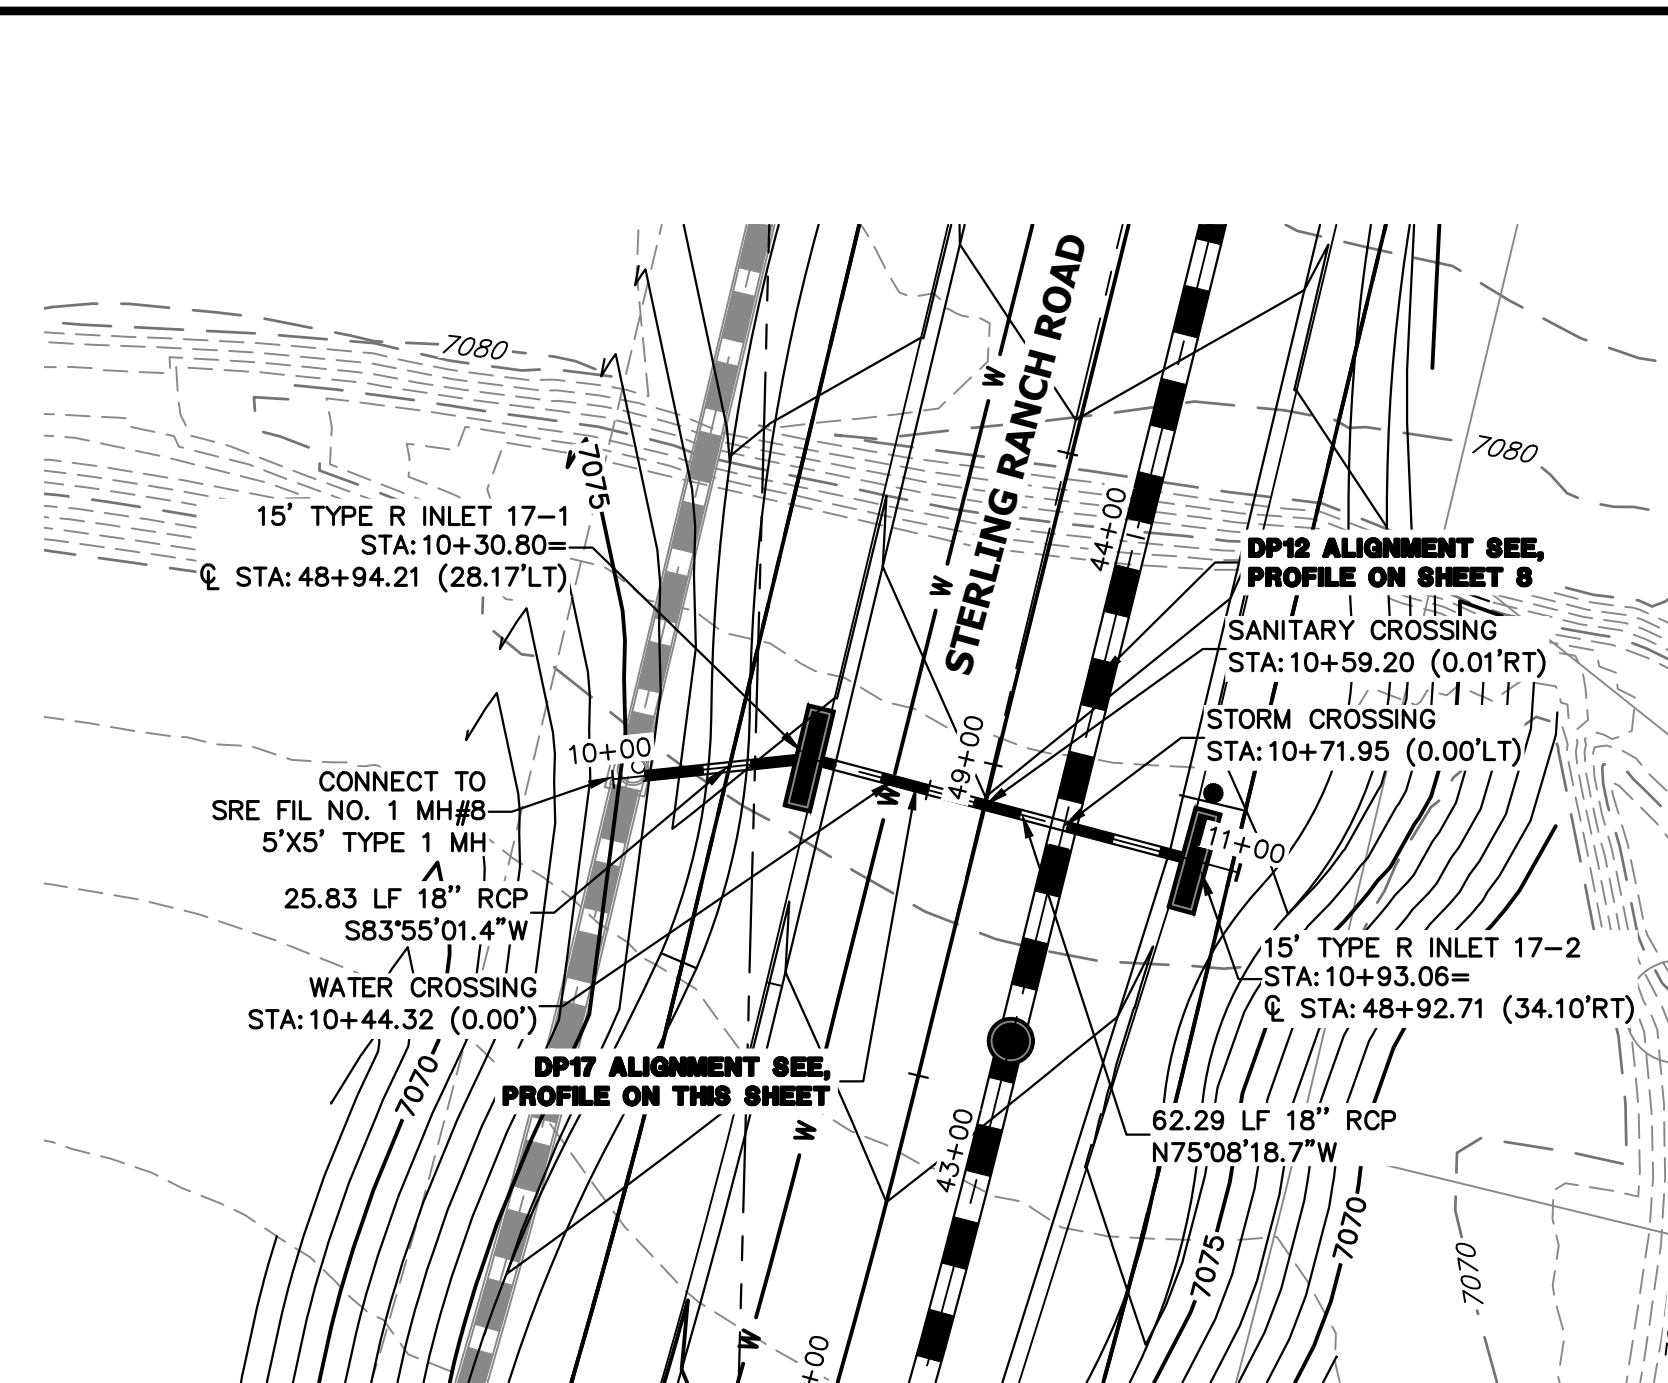 7080
STERLING RANCH ROAD
W
W
7080
7075
15' TYPE R INLET 17-1
STA:10+30.80=
℄ STA:48+94.21 (28.17'LT)
44+00
DP12 ALIGNMENT SEE,
PROFILE ON SHEET 8
SANITARY CROSSING
STA:10+59.20 (0.01'RT)
STORM CROSSING
STA:10+71.95 (0.00'LT)
10+00
49+00
W
11+00
CONNECT TO
SRE FIL NO. 1 MH#8
5'X5' TYPE 1 MH
25.83 LF 18" RCP
S83°55'01.4"W
WATER CROSSING
STA:10+44.32 (0.00')
15' TYPE R INLET 17-2
STA:10+93.06=
℄ STA:48+92.71 (34.10'RT)
DP17 ALIGNMENT SEE,
PROFILE ON THIS SHEET
7070
W
43+00
62.29 LF 18" RCP
N75°08'18.7"W
7075
7070
7070
W
+00